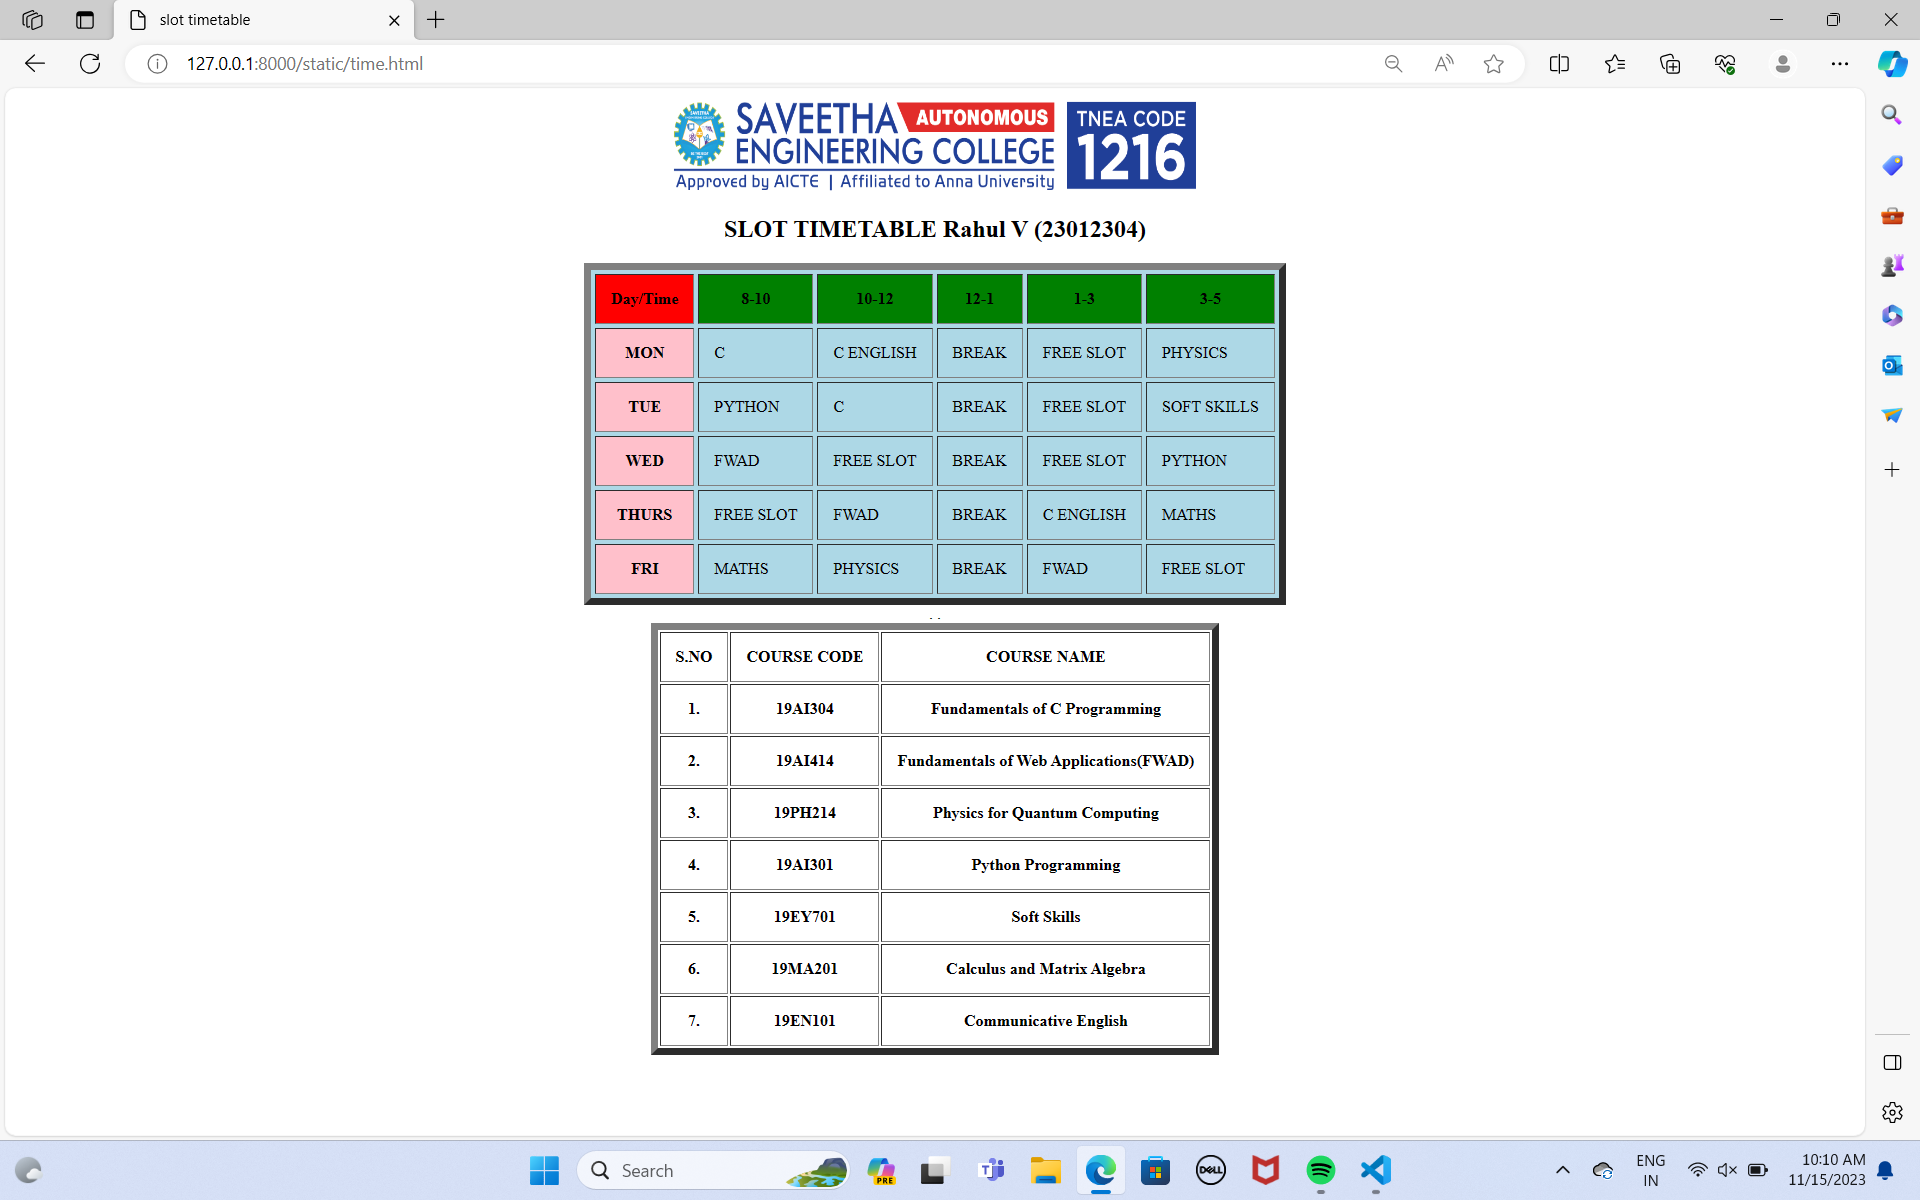 slot timetable
127.0.0.1:8000/static/time.html
SAVEETHA AUTONOMOUS
ENGINEERING COLLEGE
Approved by AICTE | Affiliated to Anna University
TNEA CODE
1216
SLOT TIMETABLE Rahul V (23012304)
Day/Time 8-10 10-12 12-1 1-3 3-5
MON C C ENGLISH BREAK FREE SLOT PHYSICS
TUE PYTHON C BREAK FREE SLOT SOFT SKILLS
WED FWAD FREE SLOT BREAK FREE SLOT PYTHON
THURS FREE SLOT FWAD BREAK C ENGLISH MATHS
FRI MATHS PHYSICS BREAK FWAD FREE SLOT
. .
S.NO COURSE CODE COURSE NAME
1. 19AI304 Fundamentals of C Programming
2. 19AI414 Fundamentals of Web Applications(FWAD)
3. 19PH214 Physics for Quantum Computing
4. 19AI301 Python Programming
5. 19EY701 Soft Skills
6. 19MA201 Calculus and Matrix Algebra
7. 19EN101 Communicative English
Search
PRE
DELL
ENG
IN
10:10 AM
11/15/2023